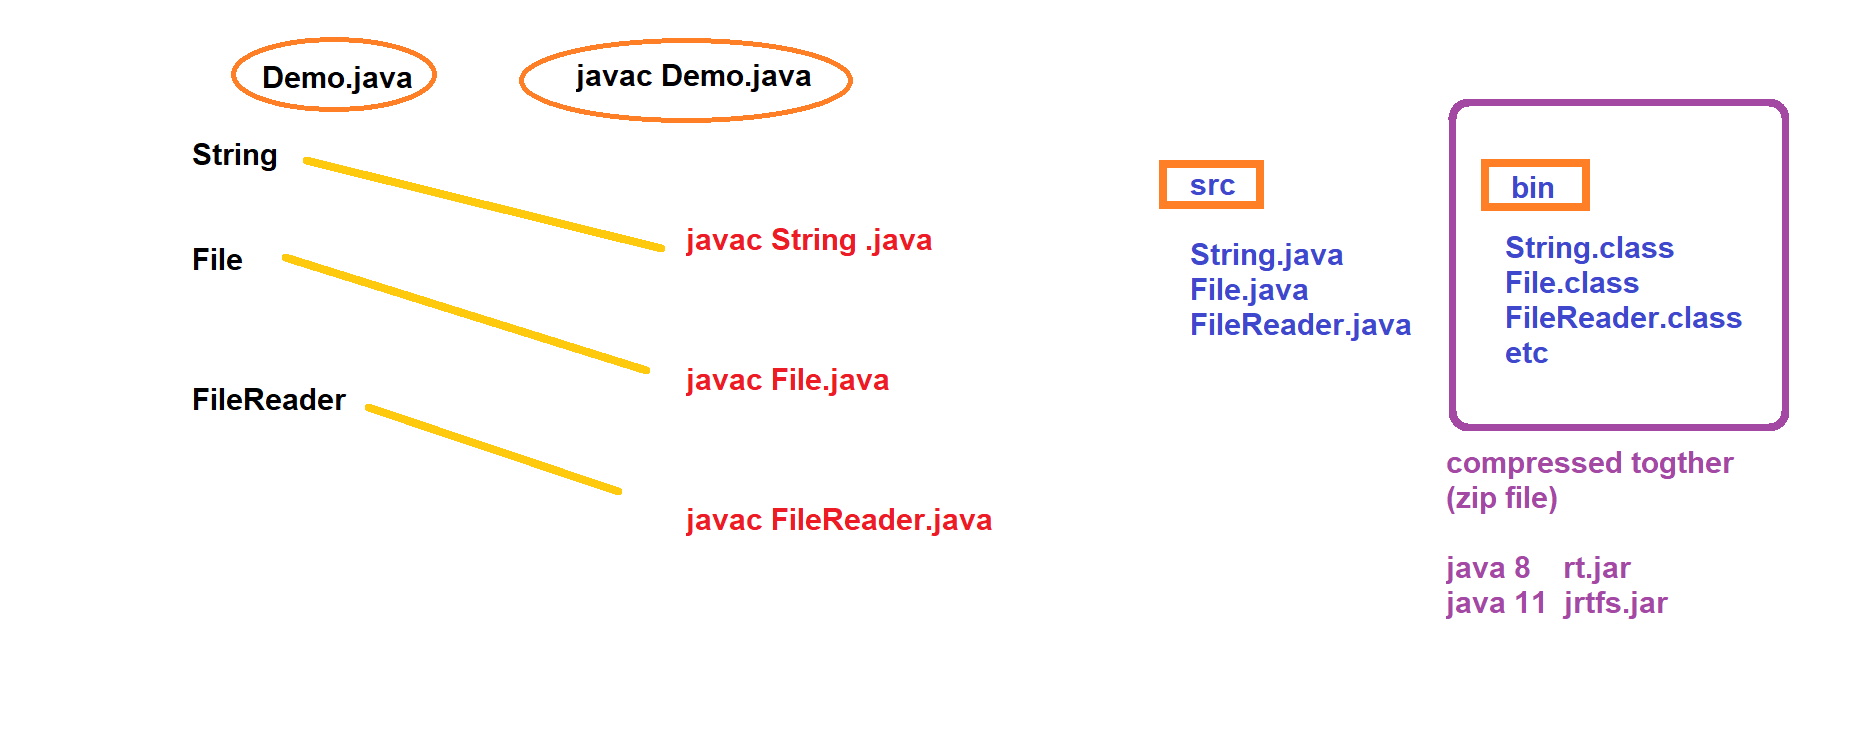 Demo.java
javac Demo.java
String
javac String .java
File
javac File.java
FileReader
javac FileReader.java
src
String.java
File.java
FileReader.java
bin
String.class
File.class
FileReader.class
etc
compressed togther
(zip file)
java 8 rt.jar
java 11 jrtfs.jar